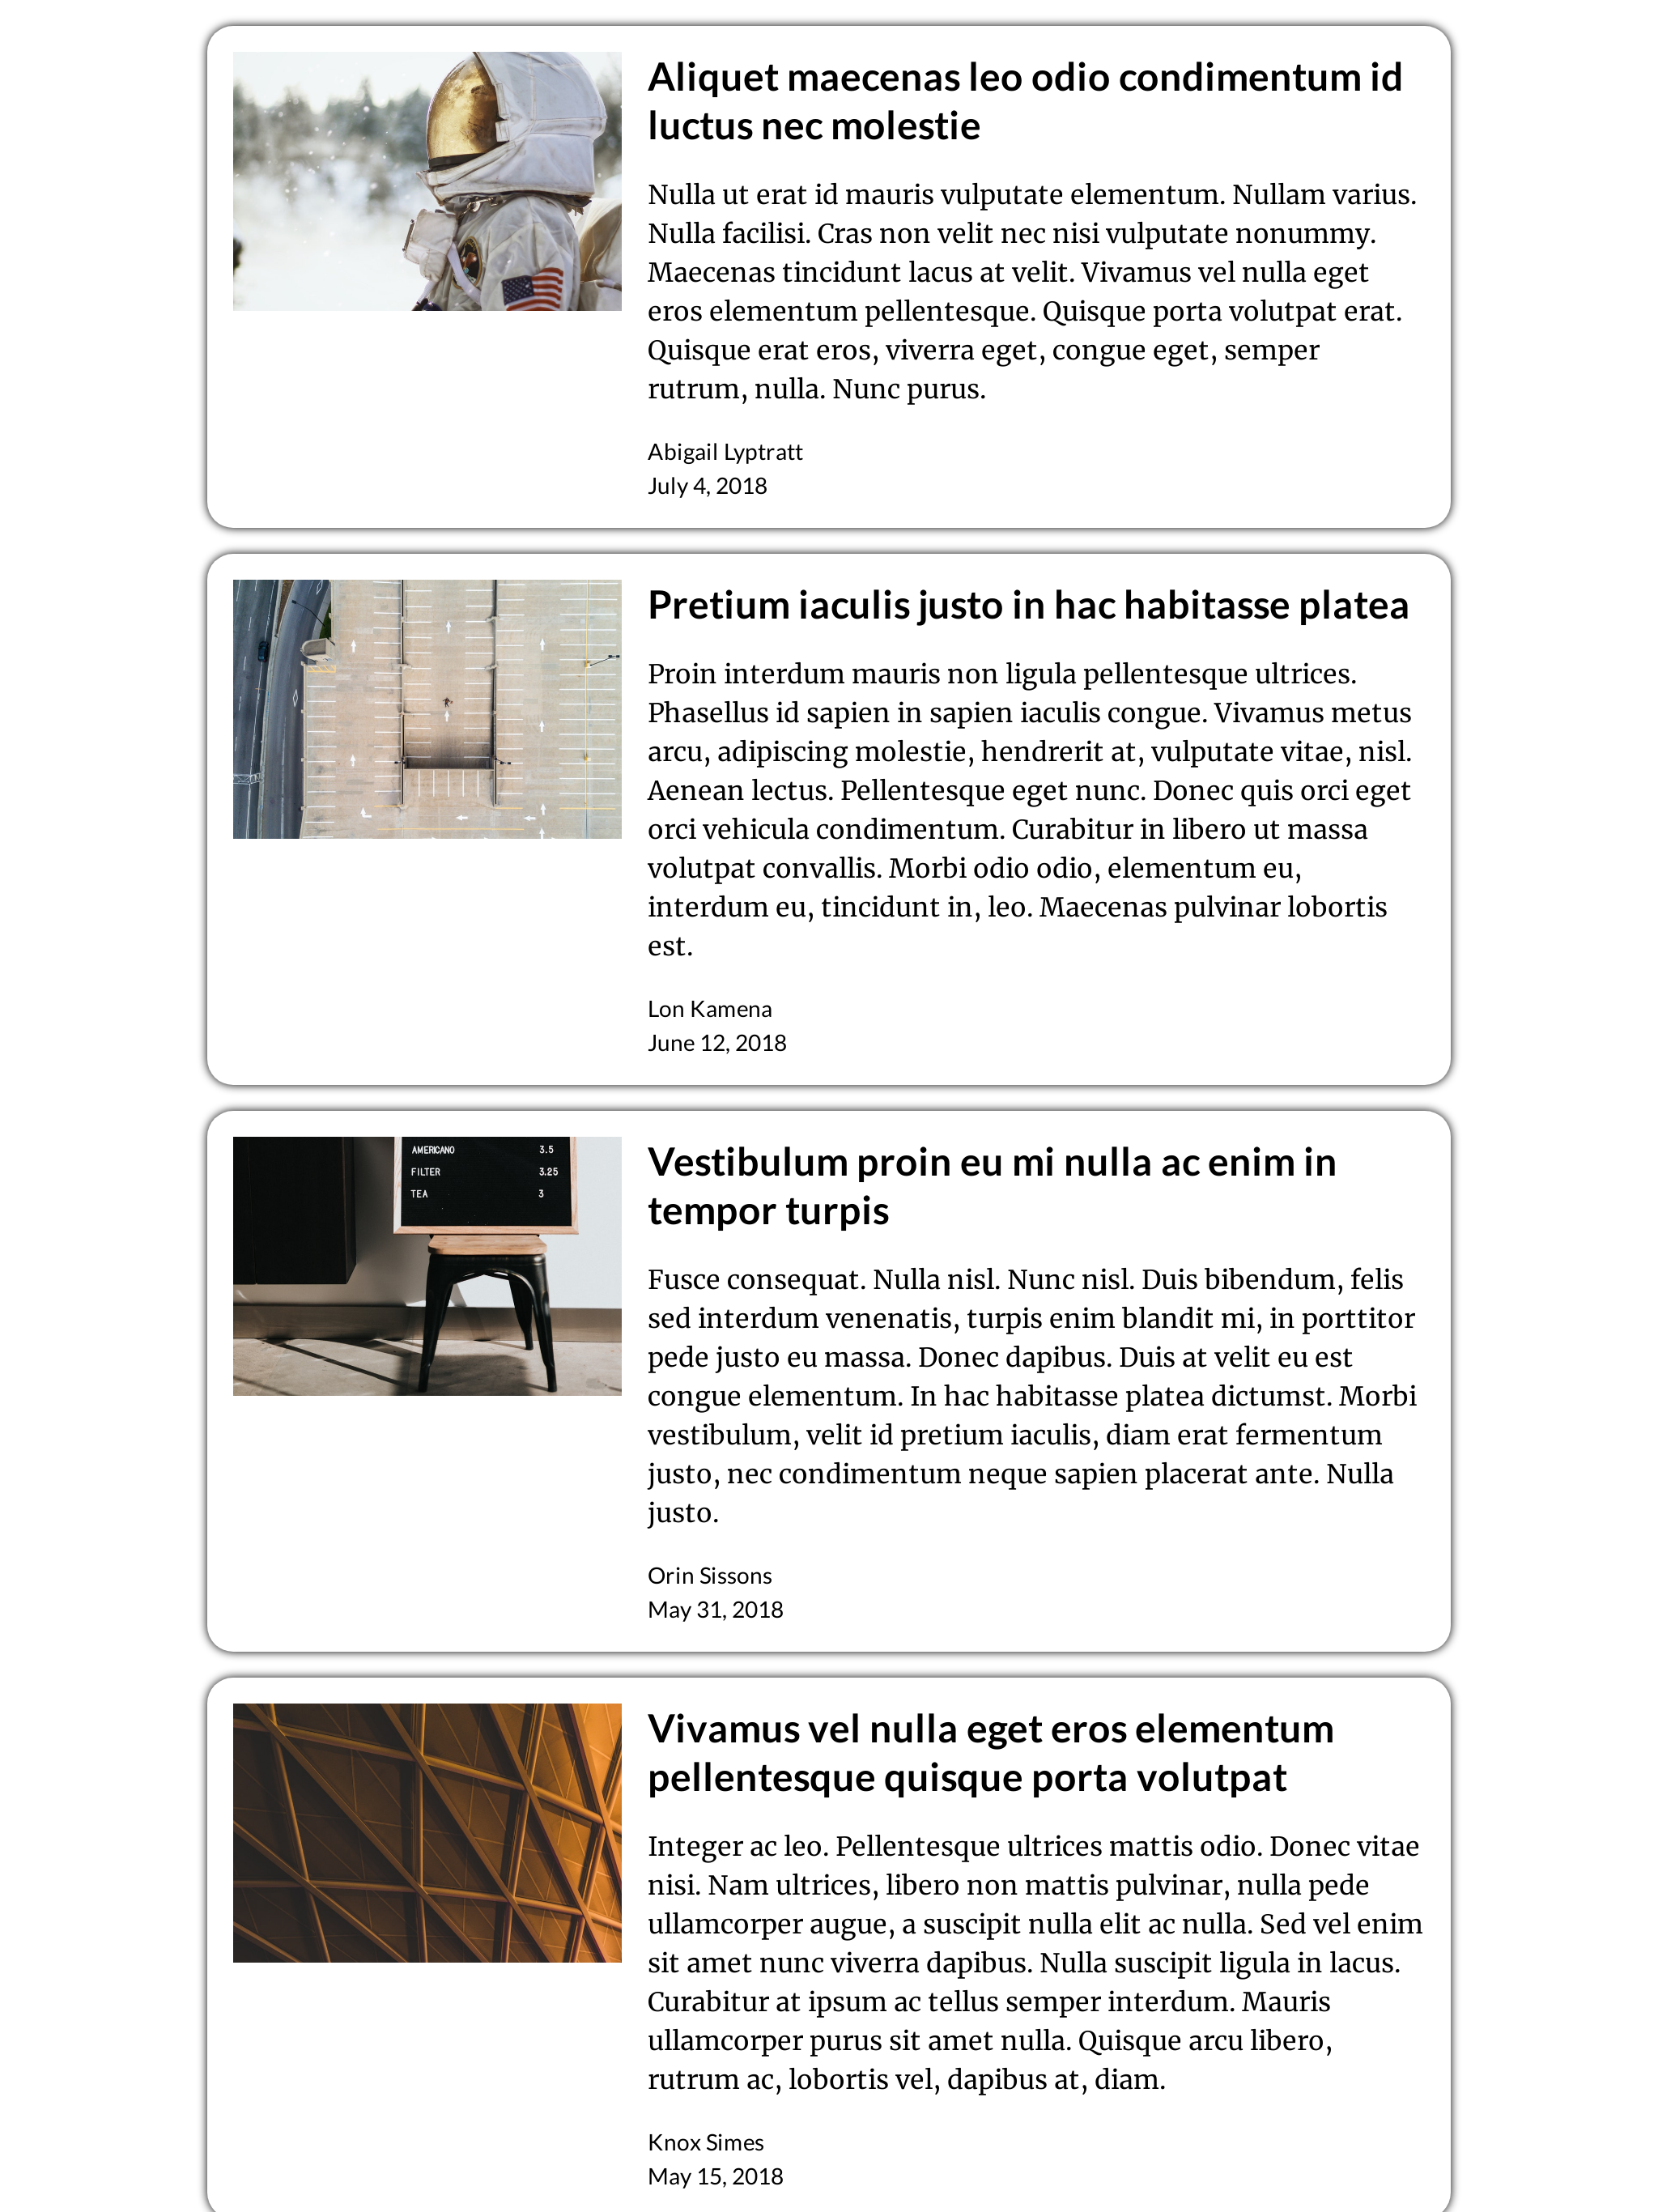 Aliquet maecenas leo odio condimentum id
luctus nec molestie
Nulla ut erat id mauris vulputate elementum. Nullam varius.
Nulla facilisi. Cras non velit nec nisi vulputate nonummy.
Maecenas tincidunt lacus at velit. Vivamus vel nulla eget
eros elementum pellentesque. Quisque porta volutpat erat.
Quisque erat eros, viverra eget, congue eget, semper
rutrum, nulla. Nunc purus.
Abigail Lyptratt
July 4, 2018
Pretium iaculis justo in hac habitasse platea
Proin interdum mauris non ligula pellentesque ultrices.
Phasellus id sapien in sapien iaculis congue. Vivamus metus
arcu, adipiscing molestie, hendrerit at, vulputate vitae, nisl.
Aenean lectus. Pellentesque eget nunc. Donec quis orci eget
orci vehicula condimentum. Curabitur in libero ut massa
volutpat convallis. Morbi odio odio, elementum eu,
interdum eu, tincidunt in, leo. Maecenas pulvinar lobortis
est.
Lon Kamena
June 12, 2018
AMERICANO 3.5
FILTER 3.25
TEA 3
Vestibulum proin eu mi nulla ac enim in
tempor turpis
Fusce consequat. Nulla nisl. Nunc nisl. Duis bibendum, felis
sed interdum venenatis, turpis enim blandit mi, in porttitor
pede justo eu massa. Donec dapibus. Duis at velit eu est
congue elementum. In hac habitasse platea dictumst. Morbi
vestibulum, velit id pretium iaculis, diam erat fermentum
justo, nec condimentum neque sapien placerat ante. Nulla
justo.
Orin Sissons
May 31, 2018
Vivamus vel nulla eget eros elementum
pellentesque quisque porta volutpat
Integer ac leo. Pellentesque ultrices mattis odio. Donec vitae
nisi. Nam ultrices, libero non mattis pulvinar, nulla pede
ullamcorper augue, a suscipit nulla elit ac nulla. Sed vel enim
sit amet nunc viverra dapibus. Nulla suscipit ligula in lacus.
Curabitur at ipsum ac tellus semper interdum. Mauris
ullamcorper purus sit amet nulla. Quisque arcu libero,
rutrum ac, lobortis vel, dapibus at, diam.
Knox Simes
May 15, 2018